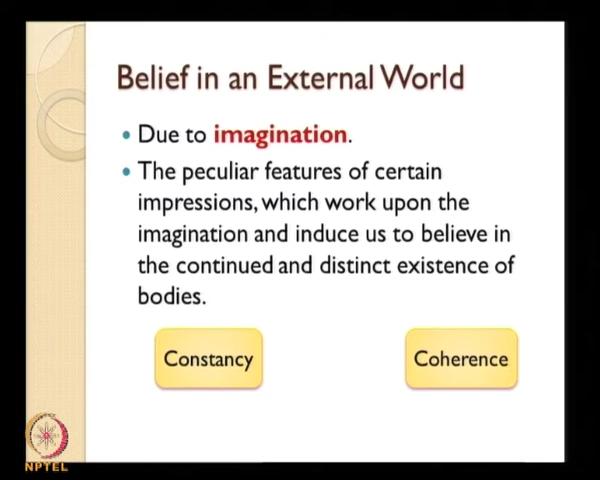 Belief in an External World
• Due to imagination.
• The peculiar features of certain
impressions, which work upon the
imagination and induce us to believe in
the continued and distinct existence of
bodies.
Constancy
Coherence
NPTEL